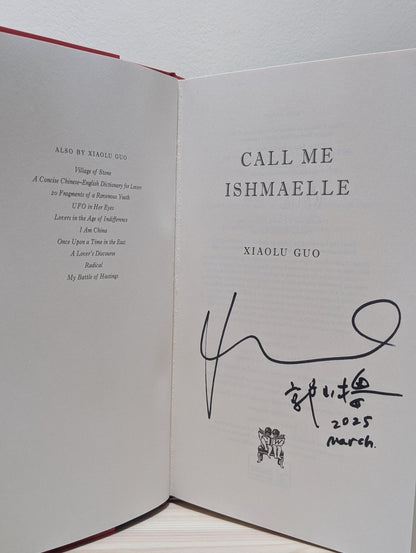 ALSO BY XIAOLU GUO
Village of Stone
A Concise Chinese–English Dictionary for Lovers
20 Fragments of a Ravenous Youth
UFO in Her Eyes
Lovers in the Age of Indifference
I Am China
Once Upon a Time in the East
A Lover's Discourse
Radical
My Battle of Hastings
CALL ME
ISHMAELLE
XIAOLU GUO
郭小橹
2025
March.